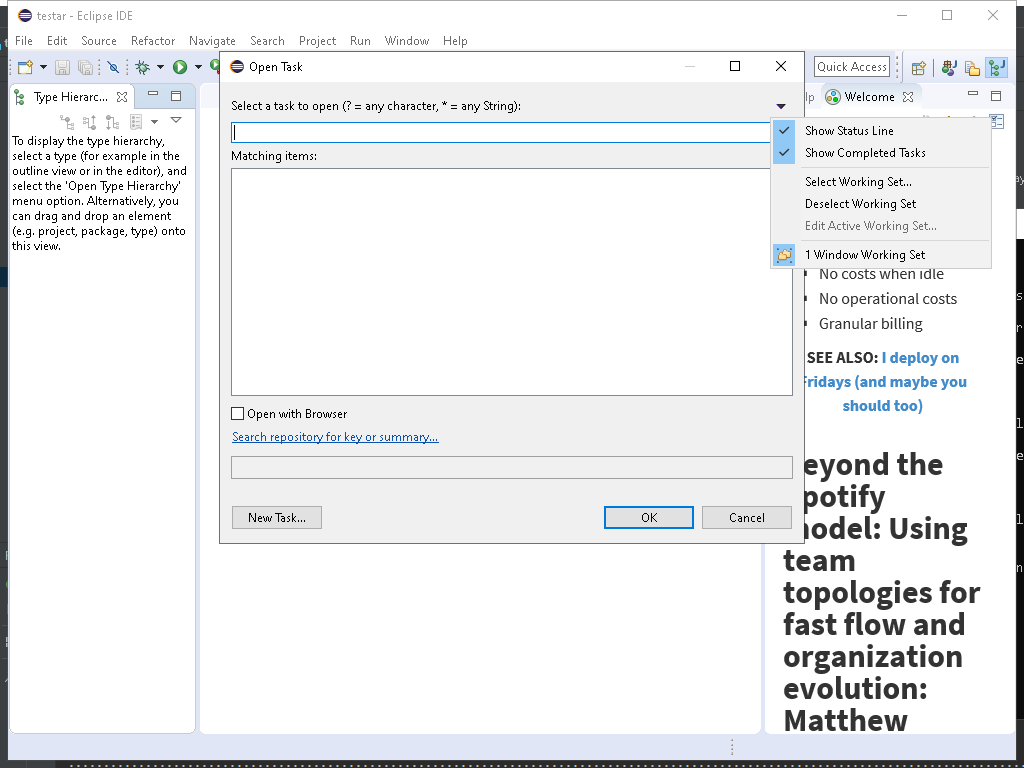 testar - Eclipse IDE
File Edit Source Refactor Navigate Search Project Run Window Help
Quick Access
Type Hierarc...
To display the type hierarchy,
select a type (for example in the
outline view or in the editor), and
select the 'Open Type Hierarchy'
menu option. Alternatively, you
can drag and drop an element
(e.g. project, package, type) onto
this view.
Open Task
Select a task to open (? = any character, * = any String):
Matching items:
Open with Browser
Search repository for key or summary...
New Task...
OK
Cancel
Welcome
Show Status Line
Show Completed Tasks
Select Working Set...
Deselect Working Set
Edit Active Working Set...
1 Window Working Set
No costs when idle
No operational costs
Granular billing
SEE ALSO: I deploy on
Fridays (and maybe you
should too)
eyond the
potify
model: Using
team
topologies for
fast flow and
organization
evolution:
Matthew